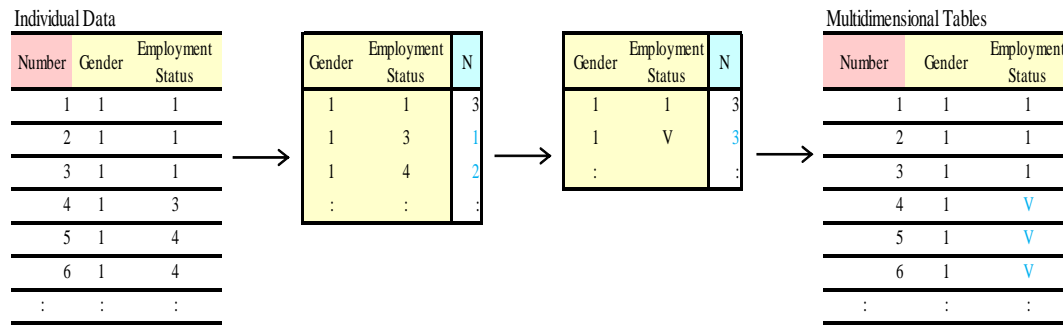 Individual Data
Number Gender Employment Status
1 1 1
2 1 1
3 1 1
4 1 3
5 1 4
6 1 4
: : :
Gender Employment Status N
1 1 3
1 3 1
1 4 2
: : :
Gender Employment Status N
1 1 3
1 V 3
: :
Multidimensional Tables
Number Gender Employment Status
1 1 1
2 1 1
3 1 1
4 1 V
5 1 V
6 1 V
: : :